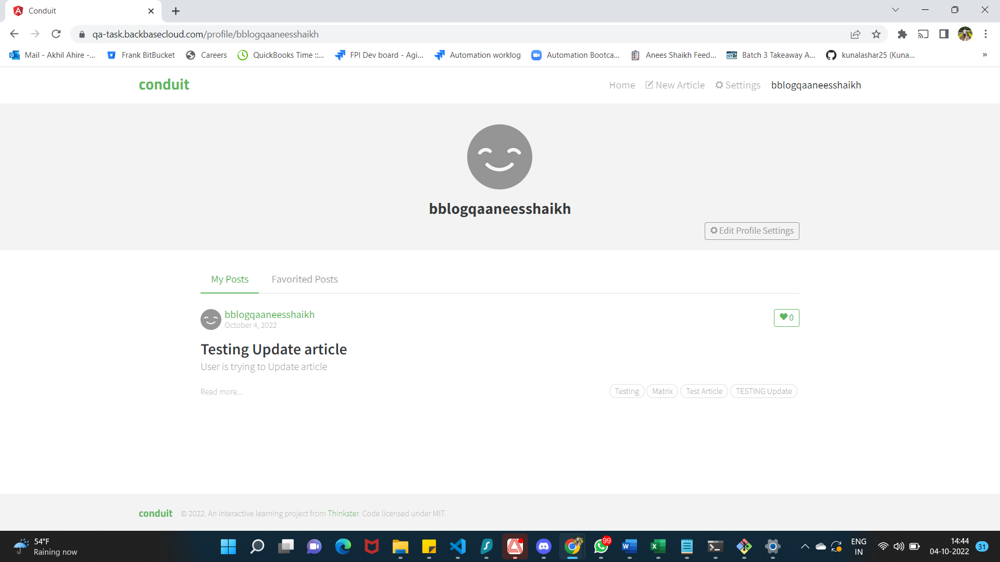 Conduit
qa-task.backbasecloud.com/profile/bblogqaaneesshaikh
Mail - Akhil Ahire -...
Frank BitBucket
Careers
QuickBooks Time ::...
FPI Dev board - Agi...
Automation worklog
Automation Bootca...
Anees Shaikh Feed...
Batch 3 Takeaway A...
kunalashar25 (Kuna...
»
conduit
Home
New Article
Settings
bblogqaaneesshaikh
bblogqaaneesshaikh
Edit Profile Settings
My Posts
Favorited Posts
bblogqaaneesshaikh
October 4, 2022
0
Testing Update article
User is trying to Update article
Read more...
Testing
Matrix
Test Article
TESTING Update
conduit
© 2022. An interactive learning project from Thinkster. Code licensed under MIT.
54°F
Raining now
99
ENG
IN
14:44
04-10-2022
31